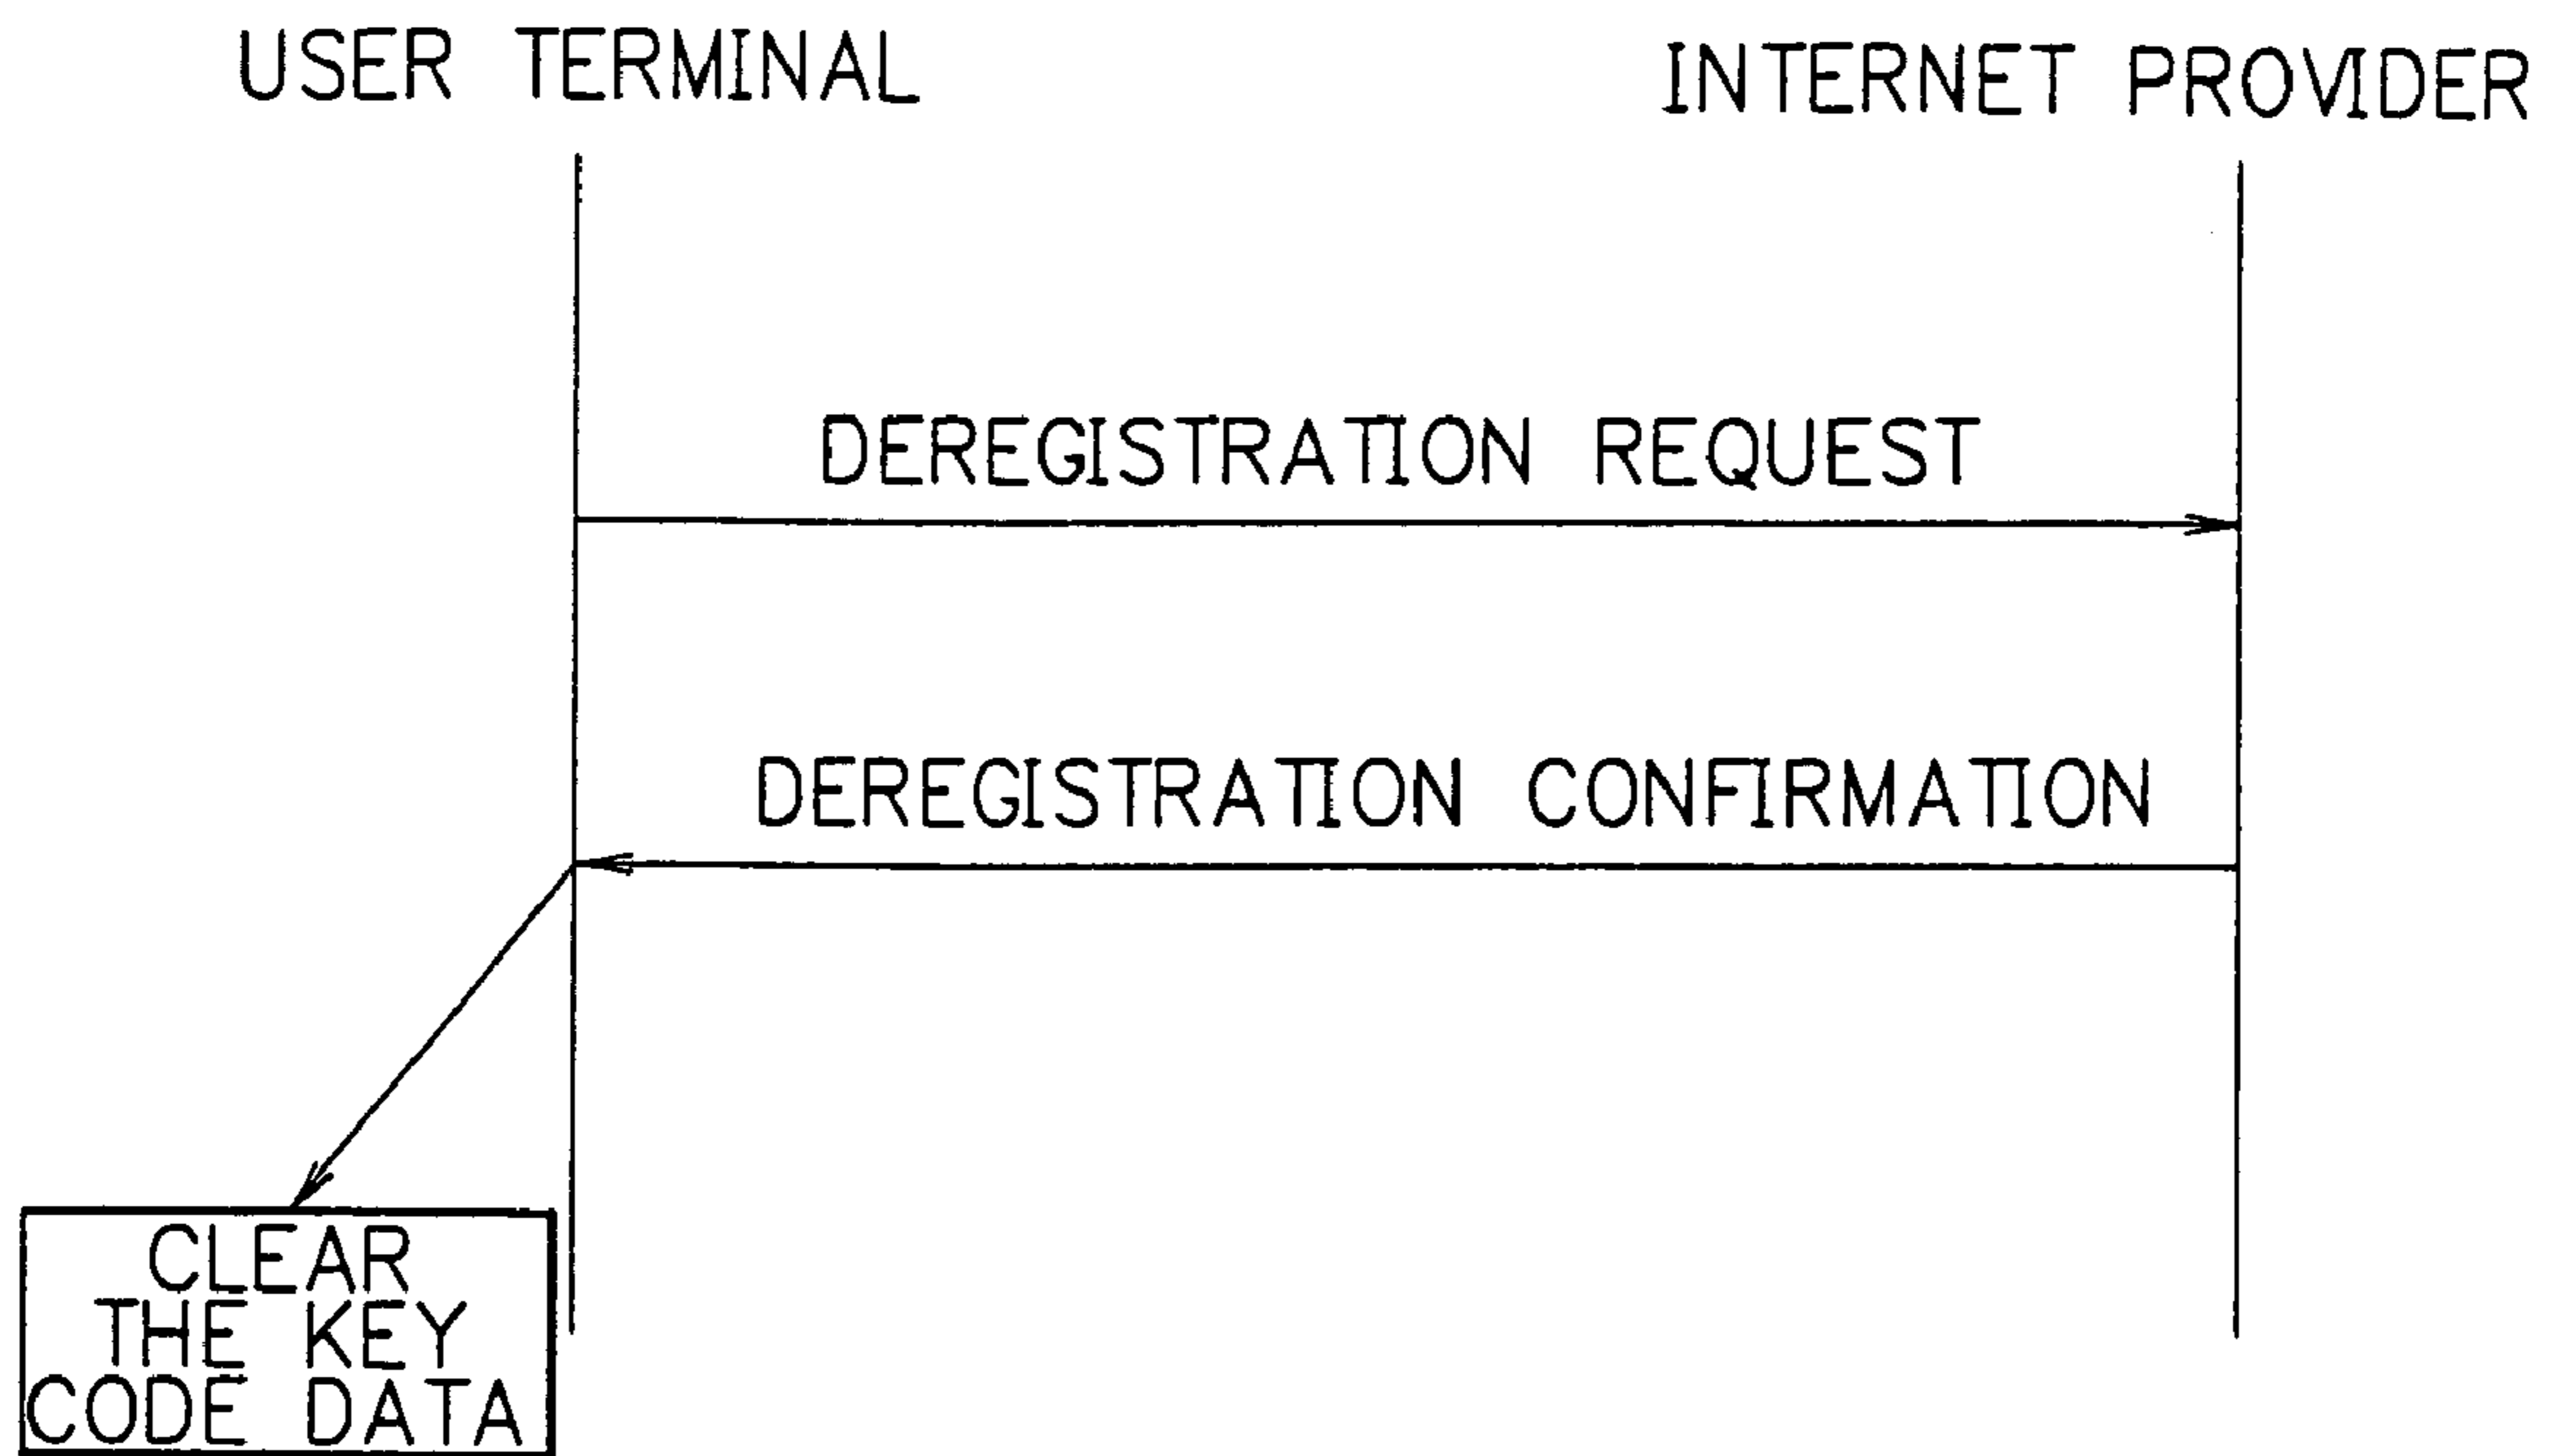 USER TERMINAL
INTERNET PROVIDER
DEREGISTRATION REQUEST
DEREGISTRATION CONFIRMATION
CLEAR
THE KEY
CODE DATA